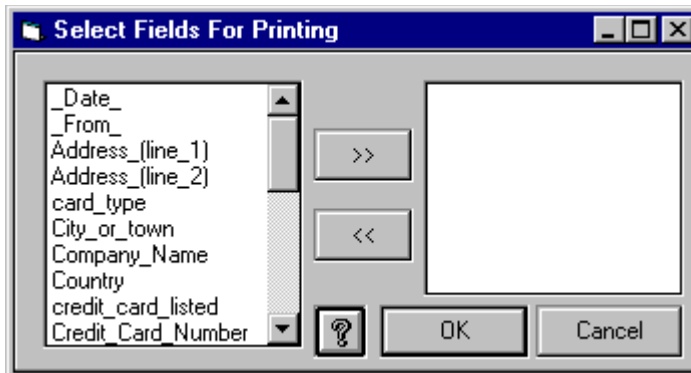 Select Fields For Printing
_Date_
_From_
Address_(line_1)
Address_(line_2)
card_type
City_or_town
Company_Name
Country
credit_card_listed
Credit_Card_Number
>>
<<
?
OK
Cancel